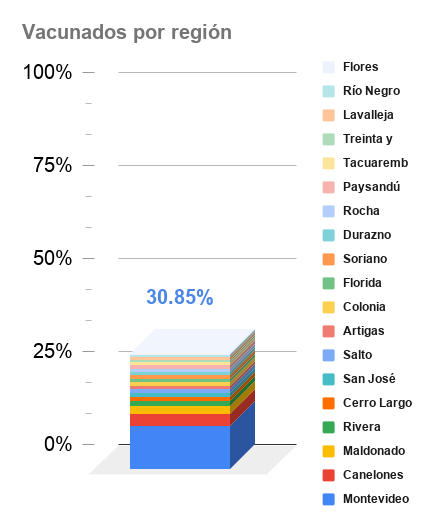 Vacunados por región
100%
75%
50%
25%
0%
30.85%
Flores
Río Negro
Lavalleja
Treinta y
Tacuaremb
Paysandú
Rocha
Durazno
Soriano
Florida
Colonia
Artigas
Salto
San José
Cerro Largo
Rivera
Maldonado
Canelones
Montevideo